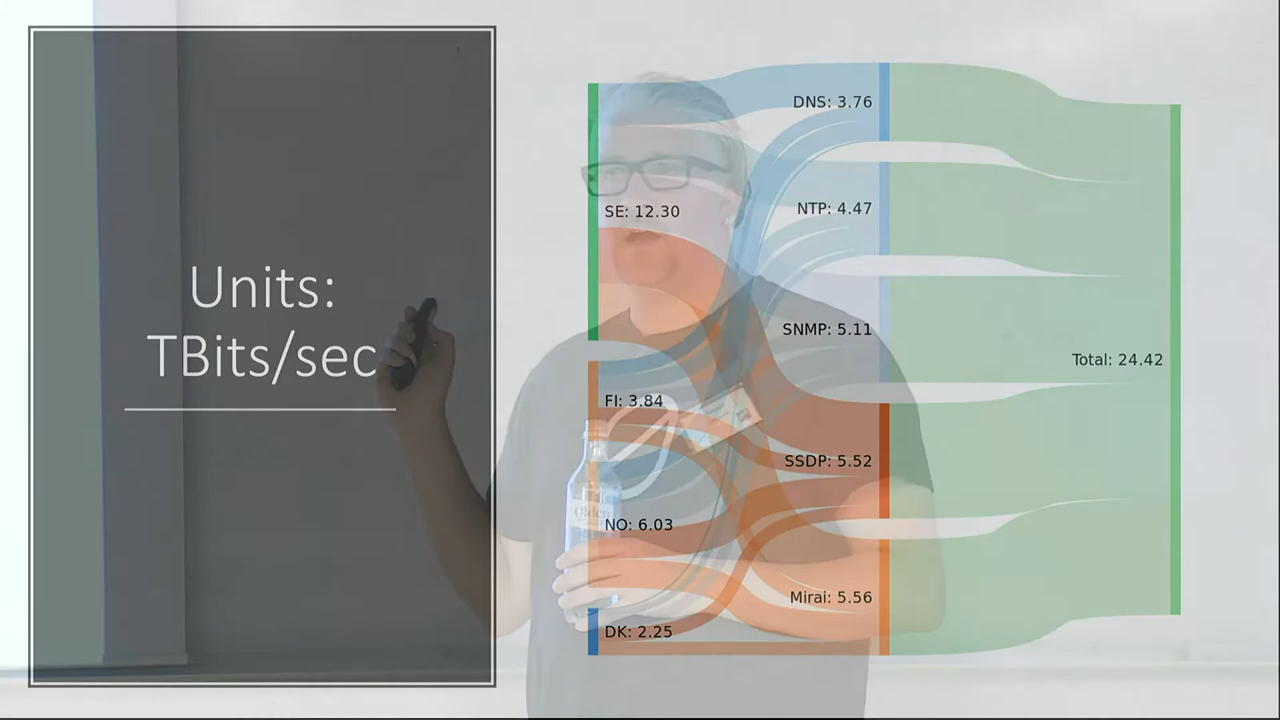 Units:
TBits/sec
DNS: 3.76
NTP: 4.47
SE: 12.30
SNMP: 5.11
Total: 24.42
FI: 3.84
SSDP: 5.52
Ölden
NO: 6.03
Mirai: 5.56
DK: 2.25